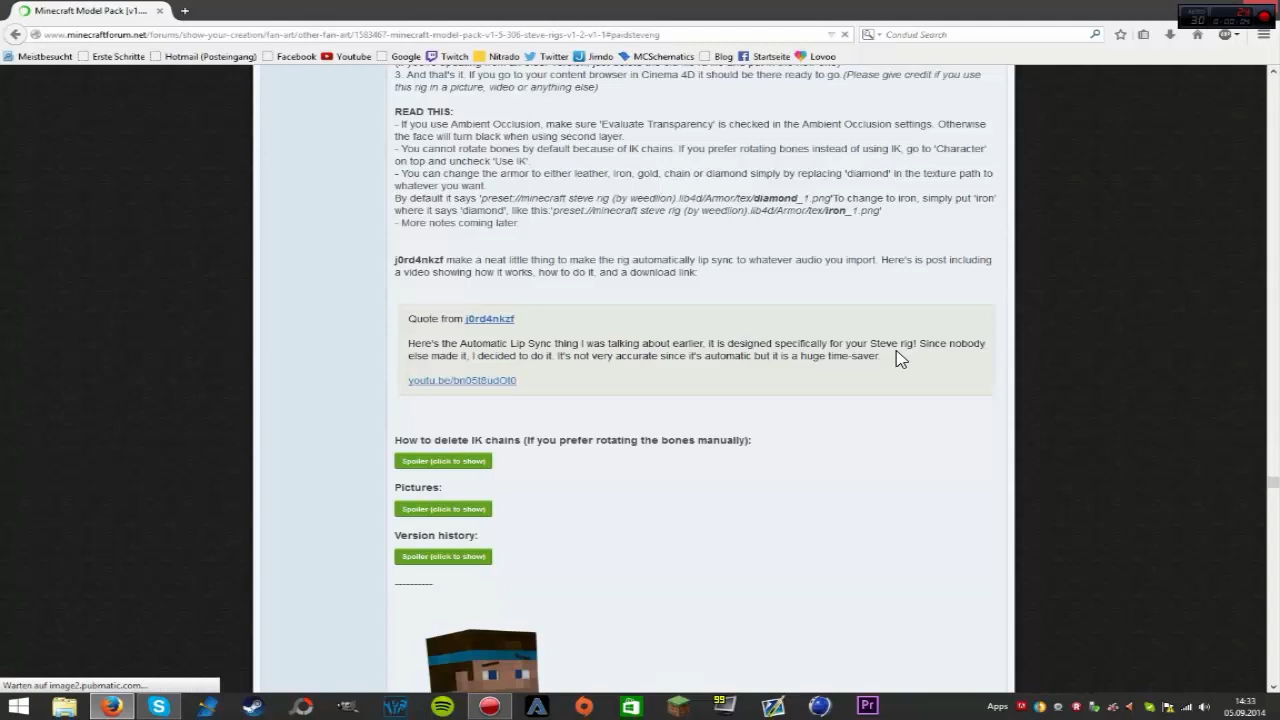 Minecraft Model Pack [v1....
www.minecraftforum.net/forums/show-your-creation/fan-art/other-fan-art/1583467-minecraft-model-pack-v1-5-306-steve-rigs-v1-2-v1-1#paidsteveng
Conduit Search
Meistbesucht Erste Schritte Hotmail (Posteingang) Google Youtube Nitrado Twitter Jimdo MCSchematics Facebook Twitch Blog Startseite Lovoo
3. And that's it. If you go to your content browser in Cinema 4D it should be there ready to go.(Please give credit if you use
this rig in a picture, video or anything else)
READ THIS:
- If you use Ambient Occlusion, make sure 'Evaluate Transparency' is checked in the Ambient Occlusion settings. Otherwise
the face will turn black when using second layer.
- You cannot rotate bones by default because of IK chains. If you prefer rotating bones instead of using IK, go to 'Character'
on top and uncheck 'Use IK'.
- You can change the armor to either leather, iron, gold, chain or diamond simply by replacing 'diamond' in the texture path to
whatever you want.
By default it says 'preset://minecraft steve rig (by weedlion).lib4d/Armor/tex/diamond_1.png'To change to iron, simply put 'iron'
where it says 'diamond', like this:'preset://minecraft steve rig (by weedlion).lib4d/Armor/tex/iron_1.png'
- More notes coming later.
j0rd4nkzf make a neat little thing to make the rig automatically lip sync to whatever audio you import. Here's is post including
a video showing how it works, how to do it, and a download link:
Quote from j0rd4nkzf
Here's the Automatic Lip Sync thing I was talking about earlier, it is designed specifically for your Steve rig! Since nobody
else made it, I decided to do it. It's not very accurate since it's automatic but it is a huge time-saver.
youtu.be/bn05t8udOt0
How to delete IK chains (If you prefer rotating the bones manually):
Spoiler (click to show)
Pictures:
Spoiler (click to show)
Version history:
Spoiler (click to show)
----------
Warten auf image2.pubmatic.com...
99
Pr
Apps
14:33
05.09.2014